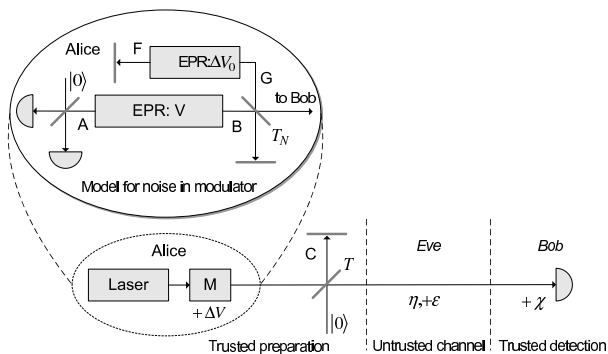 Alice F EPR:ΔV₀
|0⟩ G
to Bob
A EPR: V B
T_N
Model for noise in modulator
Alice C T Eve Bob
Laser M
+ΔV |0⟩ η,+ε +χ
Trusted preparation Untrusted channel Trusted detection